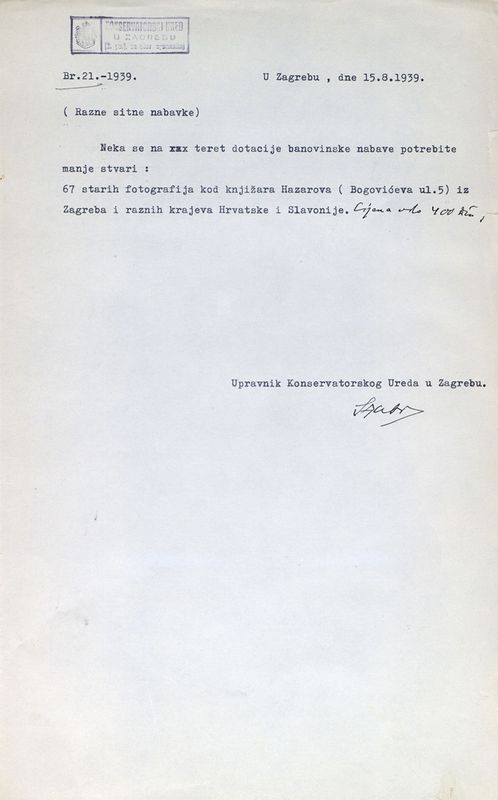 KONSERVATORSKI URED
U ZAGREBU
Br.21.-1939.
U Zagrebu , dne 15.8.1939.
( Razne sitne nabavke)
Neka se na xxx teret dotacije banovinske nabave potrebite
manje stvari :
67 starih fotografija kod knjižara Hazarova ( Bogovićeva ul.5) iz
Zagreba i raznih krajeva Hrvatske i Slavonije. Cijena 400 din,
Upravnik Konservatorskog Ureda u Zagrebu.
Szabo